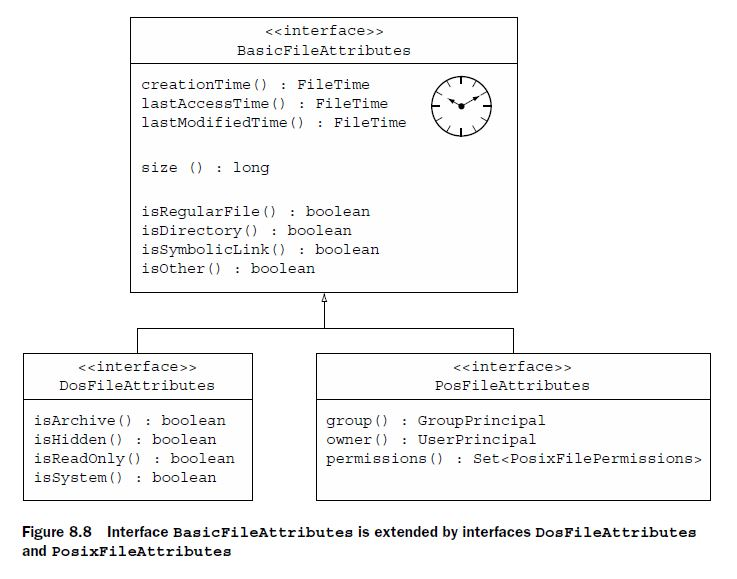 <<interface>>
BasicFileAttributes
creationTime() : FileTime
lastAccessTime() : FileTime
lastModifiedTime() : FileTime
size () : long
isRegularFile() : boolean
isDirectory() : boolean
isSymbolicLink() : boolean
isOther() : boolean
<<interface>>
DosFileAttributes
isArchive() : boolean
isHidden() : boolean
isReadOnly() : boolean
isSystem() : boolean
<<interface>>
PosFileAttributes
group() : GroupPrincipal
owner() : UserPrincipal
permissions() : Set<PosixFilePermissions>
Figure 8.8 Interface BasicFileAttributes is extended by interfaces DosFileAttributes
and PosixFileAttributes